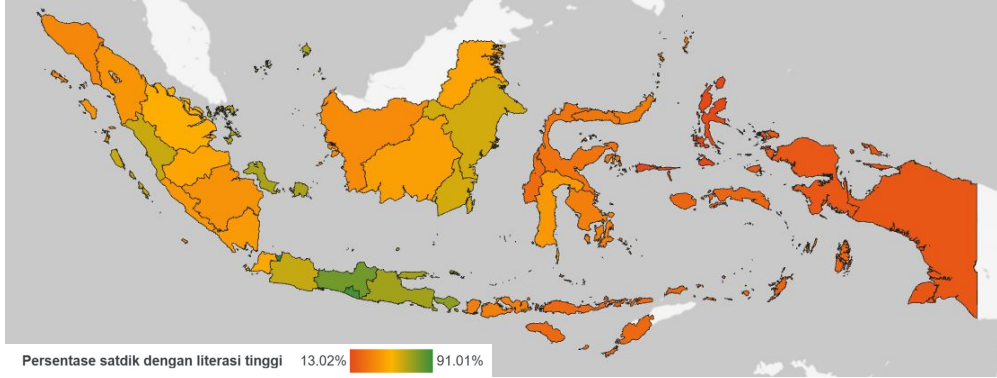 Persentase satdik dengan literasi tinggi 13.02% 91.01%